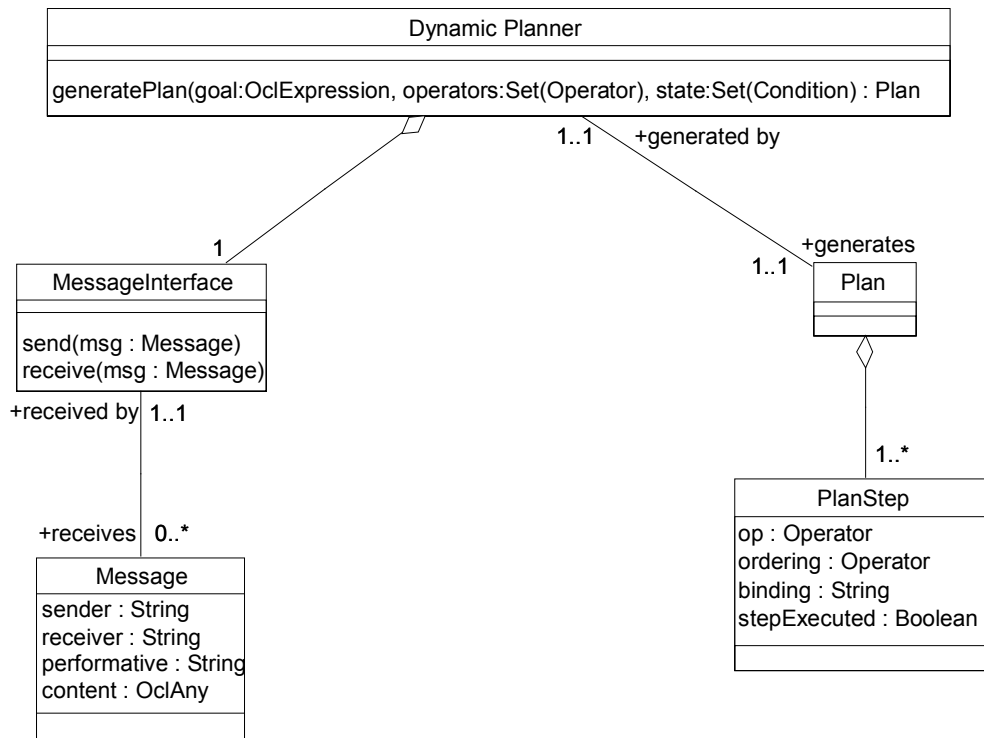 Dynamic Planner
generatePlan(goal:OclExpression, operators:Set(Operator), state:Set(Condition) : Plan
1..1
+generated by
1
+generates
1..1
MessageInterface
send(msg : Message)
receive(msg : Message)
Plan
+received by
1..1
1..*
+receives
0..*
PlanStep
op : Operator
ordering : Operator
binding : String
stepExecuted : Boolean
Message
sender : String
receiver : String
performative : String
content : OclAny